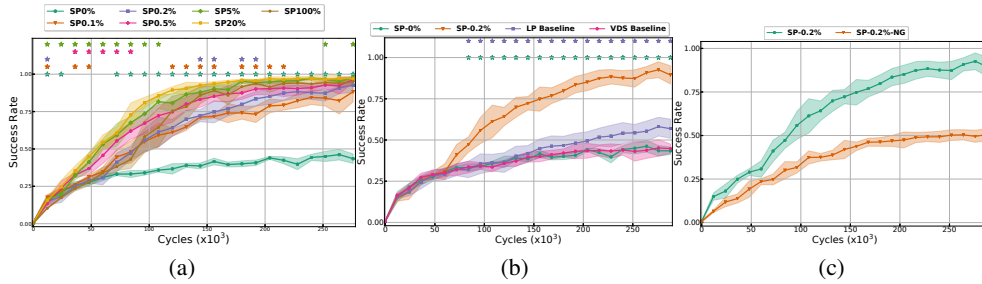 SP0% SP0.2% SP5% SP100%
SP0.1% SP0.5% SP20%
Success Rate
1.00
0.75
0.50
0.25
0.00
0 50 100 150 200 250
Cycles (x10³)
(a)
SP-0% SP-0.2% LP Baseline VDS Baseline
Success Rate
1.00
0.75
0.50
0.25
0.00
0 50 100 150 200 250
Cycles (x10³)
(b)
SP-0.2% SP-0.2%-NG
Success Rate
1.00
0.75
0.50
0.25
0.00
0 50 100 150 200 250
Cycles (x10³)
(c)